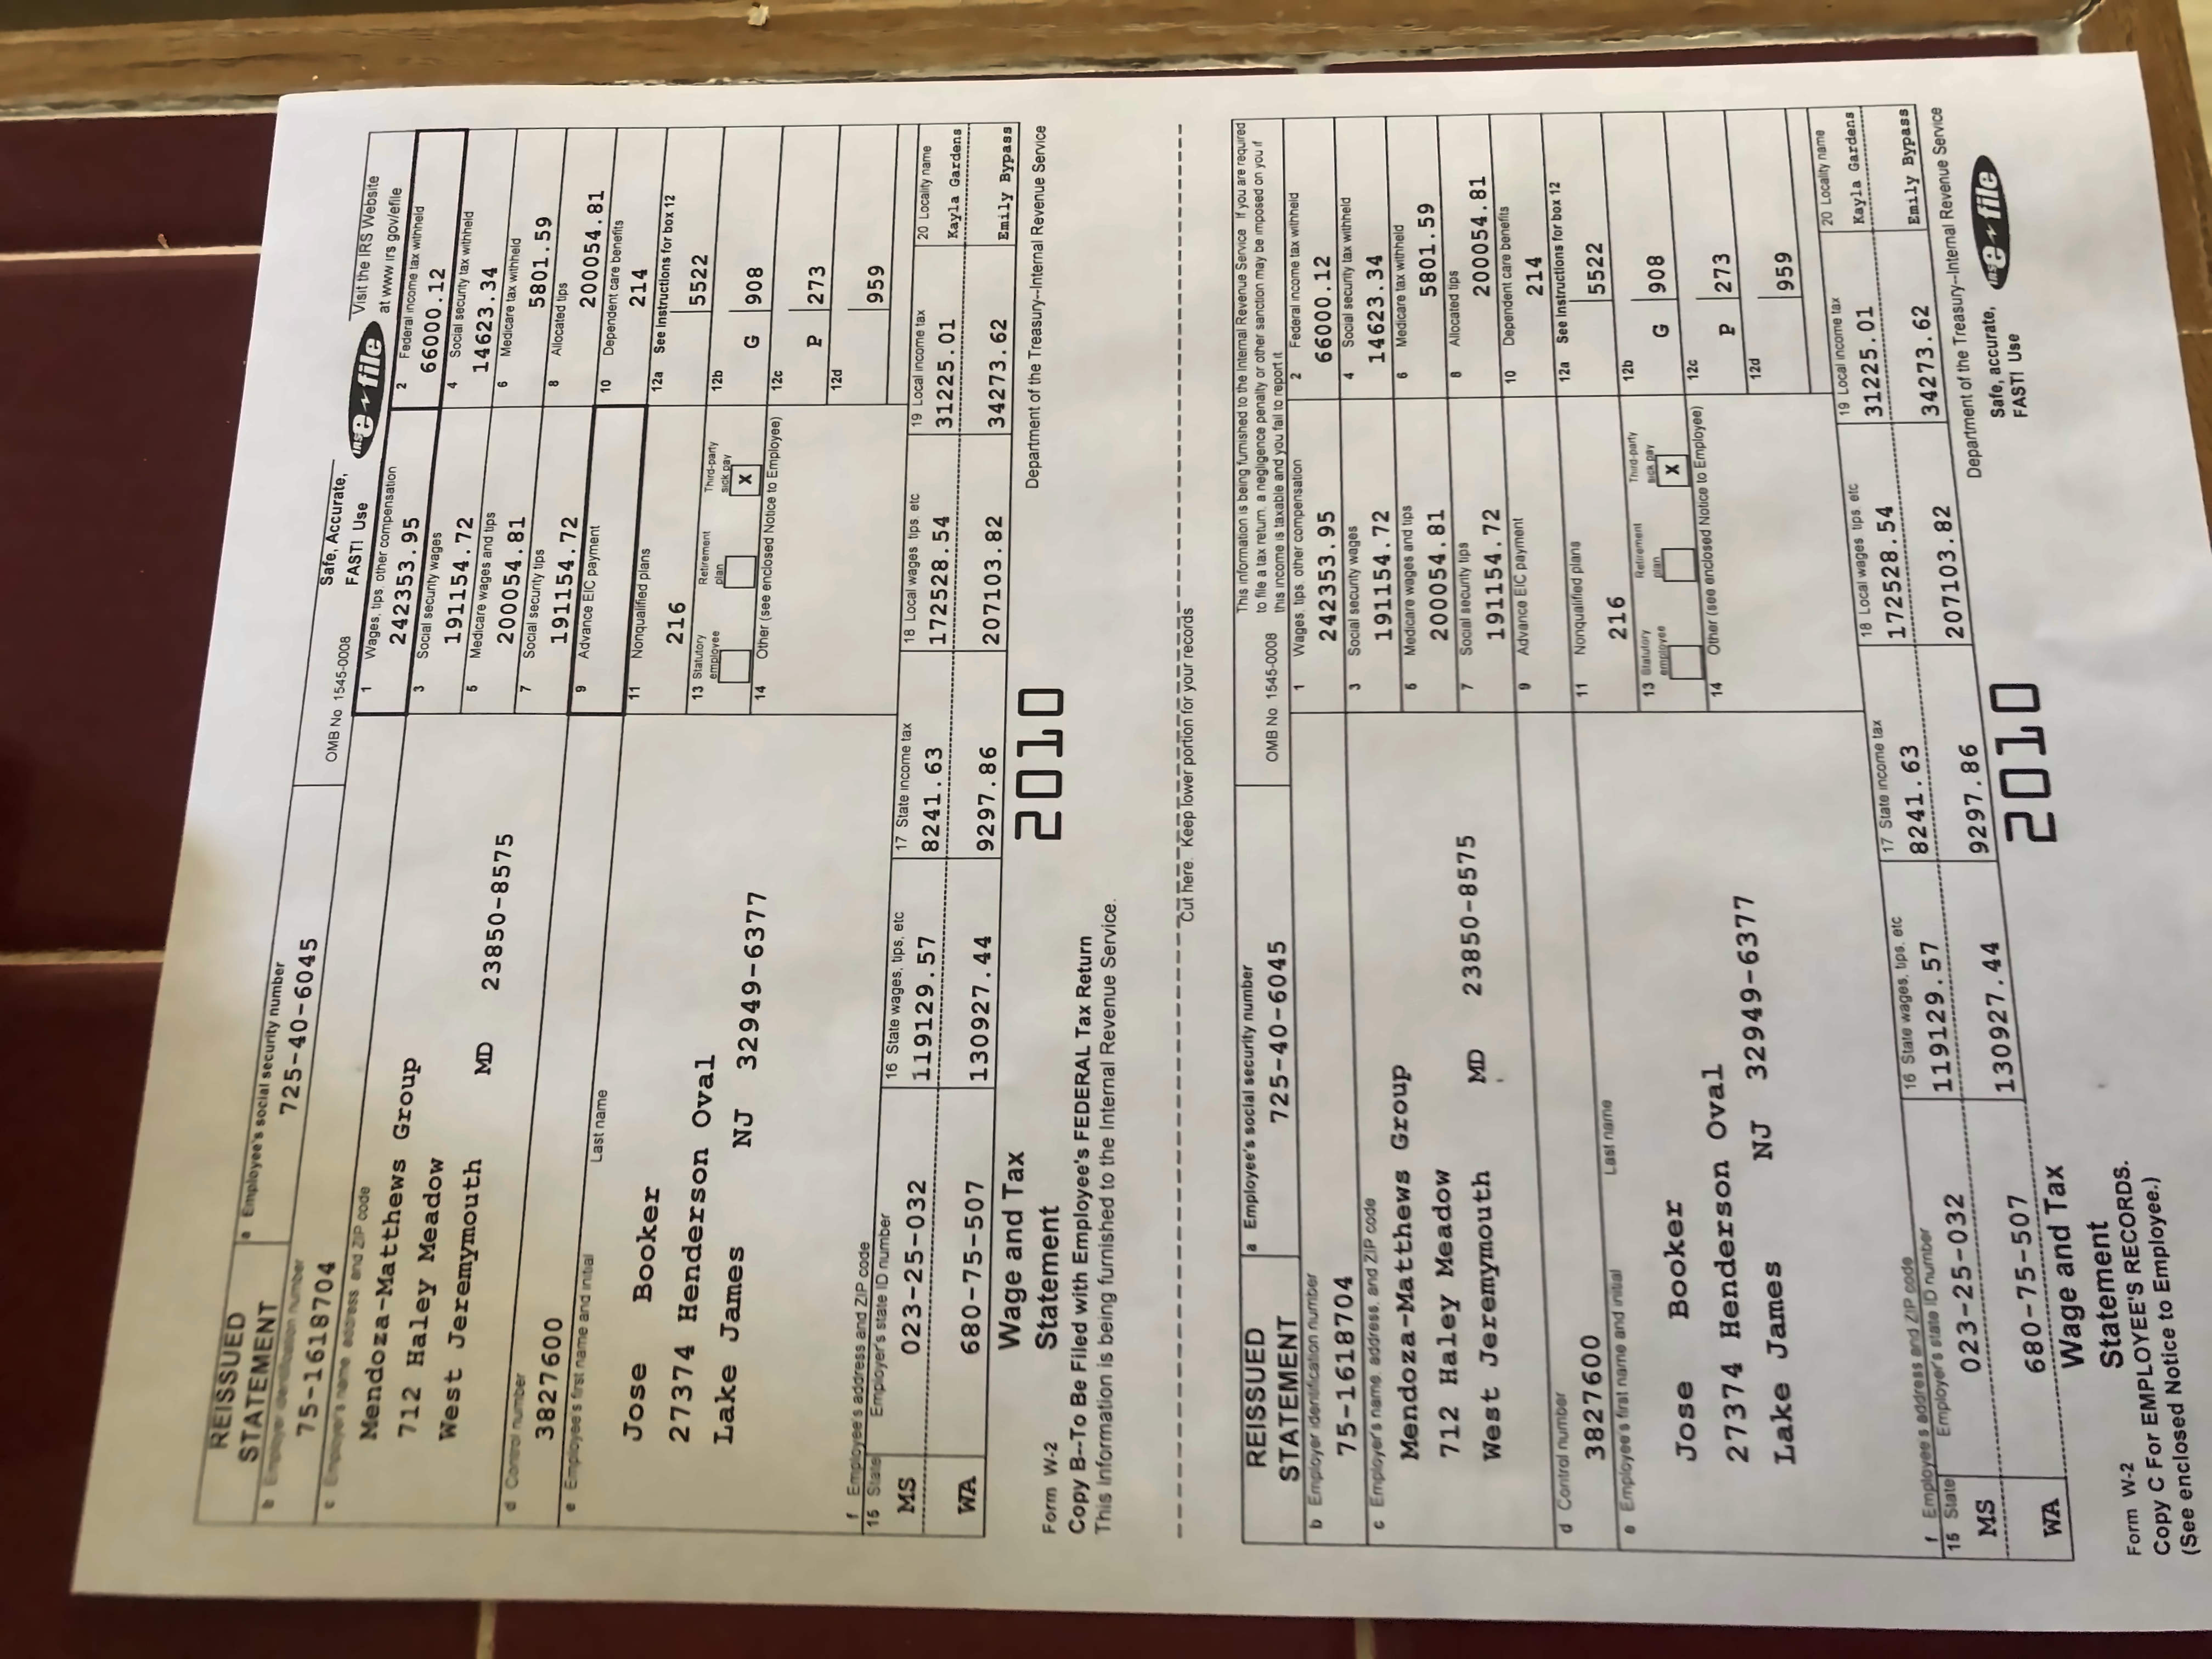 REISSUED
STATEMENT
a Employee's social security number
725-40-6045
OMB No 1545-0008
Safe, Accurate,
FAST! Use
IRS e~file
Visit the IRS Website
at www irs gov/efile
b Employer identification number
75-1618704
c Employer's name address and ZIP code
Mendoza-Matthews Group
712 Haley Meadow
West Jeremymouth MD 23850-8575
d Control number
3827600
e Employee's first name and initial Last name
Jose Booker
27374 Henderson Oval
Lake James NJ 32949-6377
f Employee's address and ZIP code
1 Wages, tips, other compensation
242353.95
2 Federal income tax withheld
66000.12
3 Social security wages
191154.72
4 Social security tax withheld
14623.34
5 Medicare wages and tips
200054.81
6 Medicare tax withheld
5801.59
7 Social security tips
191154.72
8 Allocated tips
200054.81
9 Advance EIC payment
10 Dependent care benefits
214
11 Nonqualified plans
216
12a See Instructions for box 12
5522
13 Statutory employee Retirement plan Third-party sick pay
X
12b
G 908
14 Other (see enclosed Notice to Employee)
12c
P 273
12d
959
15 State Employer's state ID number 16 State wages, tips, etc 17 State income tax 18 Local wages tips, etc 19 Local income tax 20 Locality name
MS 023-25-032 119129.57 8241.63 172528.54 31225.01 Kayla Gardens
WA 680-75-507 130927.44 9297.86 207103.82 34273.62 Emily Bypass
Wage and Tax
Statement
2010
Department of the Treasury--Internal Revenue Service
Form W-2
Copy B--To Be Filed with Employee's FEDERAL Tax Return
This Information is being furnished to the Internal Revenue Service.
Cut here. Keep lower portion for your records
REISSUED
STATEMENT
a Employee's social security number
725-40-6045
OMB No 1545-0008
This information is being furnished to the Internal Revenue Service If you are required
to file a tax return, a negligence penalty or other sanction may be imposed on you if
this income is taxable and you fail to report it
b Employer identification number
75-1618704
c Employer's name, address, and ZIP code
Mendoza-Matthews Group
712 Haley Meadow
West Jeremymouth MD 23850-8575
d Control number
3827600
e Employee's first name and initial Last name
Jose Booker
27374 Henderson Oval
Lake James NJ 32949-6377
f Employee's address and ZIP code
1 Wages, tips, other compensation
242353.95
2 Federal income tax withheld
66000.12
3 Social security wages
191154.72
4 Social security tax withheld
14623.34
5 Medicare wages and tips
200054.81
6 Medicare tax withheld
5801.59
7 Social security tips
191154.72
8 Allocated tips
200054.81
9 Advance EIC payment
10 Dependent care benefits
214
11 Nonqualified plans
216
12a See Instructions for box 12
5522
13 Statutory employee Retirement plan Third-party sick pay
X
12b
G 908
14 Other (see enclosed Notice to Employee)
12c
P 273
12d
959
15 State Employer's state ID number 16 State wages, tips, etc 17 State income tax 18 Local wages tips, etc 19 Local income tax 20 Locality name
MS 023-25-032 119129.57 8241.63 172528.54 31225.01 Kayla Gardens
WA 680-75-507 130927.44 9297.86 207103.82 34273.62 Emily Bypass
Wage and Tax
Statement
2010
Department of the Treasury--Internal Revenue Service
Safe, accurate,
FAST! Use
IRS e~file
Form W-2
Copy C For EMPLOYEE'S RECORDS.
(See enclosed Notice to Employee.)